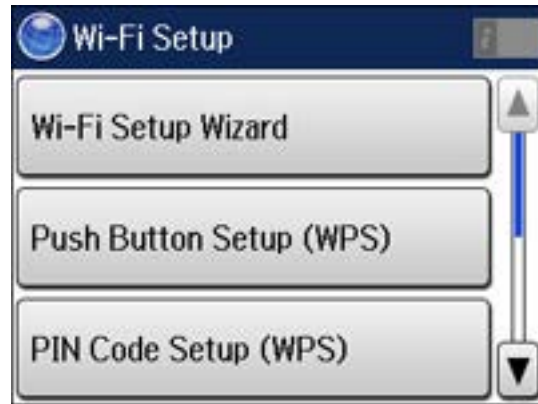 Wi-Fi Setup
Wi-Fi Setup Wizard
Push Button Setup (WPS)
PIN Code Setup (WPS)